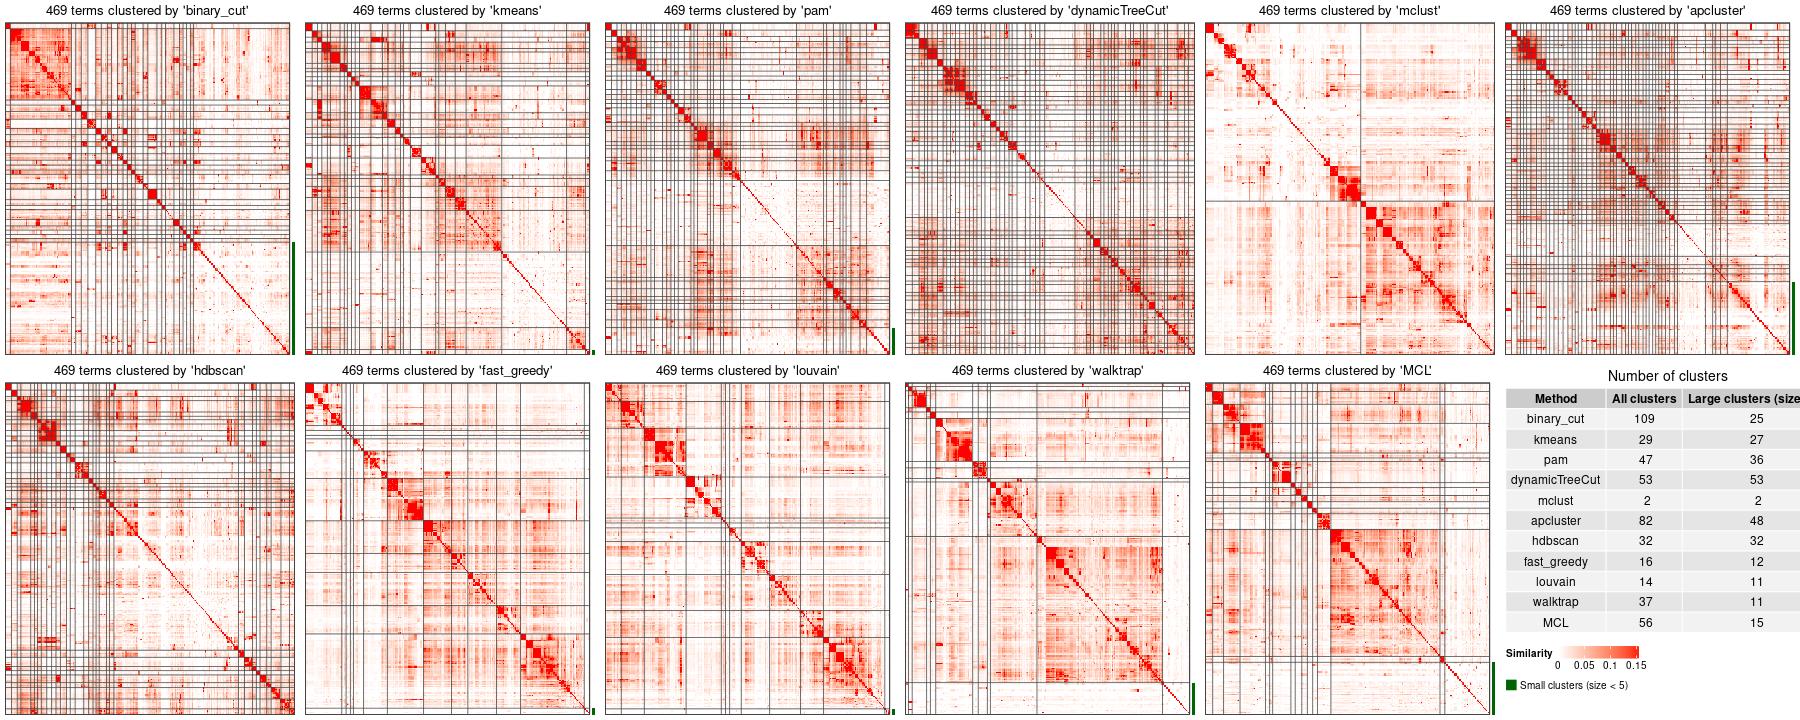 469 terms clustered by 'binary_cut'
469 terms clustered by 'kmeans'
469 terms clustered by 'pam'
469 terms clustered by 'dynamicTreeCut'
469 terms clustered by 'mclust'
469 terms clustered by 'apcluster'
469 terms clustered by 'hdbscan'
469 terms clustered by 'fast_greedy'
469 terms clustered by 'louvain'
469 terms clustered by 'walktrap'
469 terms clustered by 'MCL'
Number of clusters
Method All clusters Large clusters (size
binary_cut 109 25
kmeans 29 27
pam 47 36
dynamicTreeCut 53 53
mclust 2 2
apcluster 82 48
hdbscan 32 32
fast_greedy 16 12
louvain 14 11
walktrap 37 11
MCL 56 15
Similarity
0 0.05 0.1 0.15
Small clusters (size < 5)